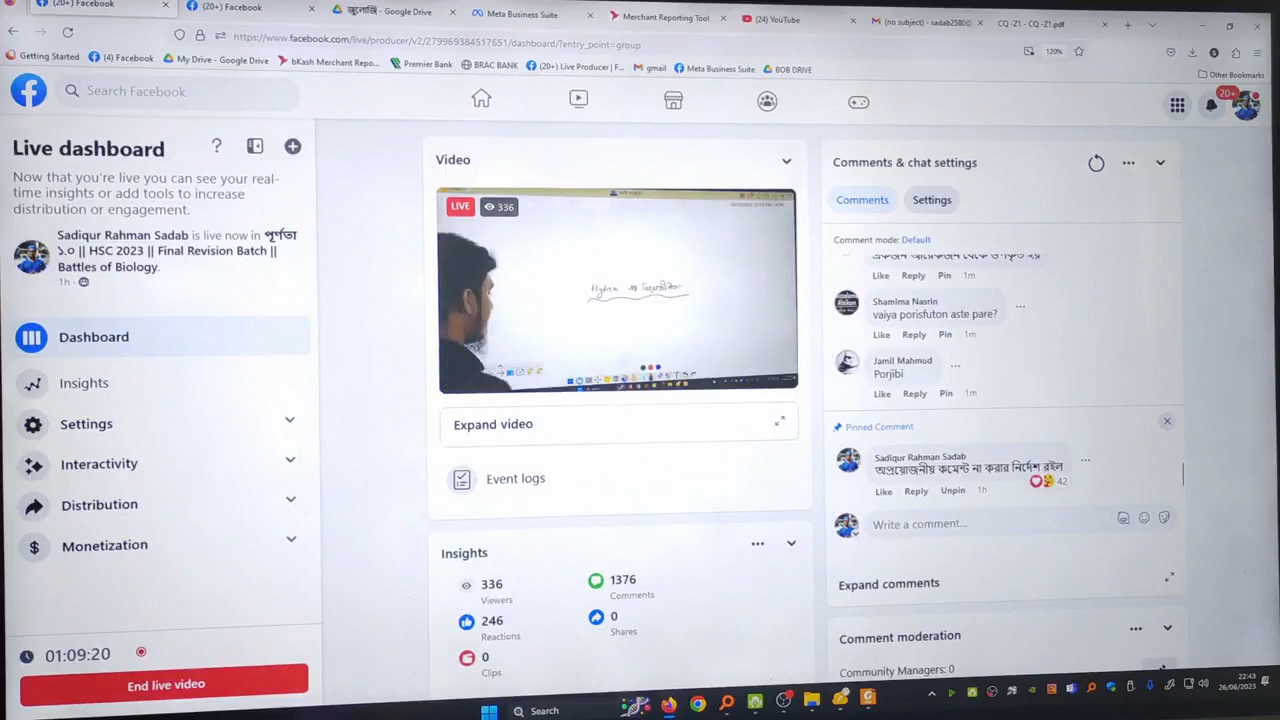 (20+) Facebook
(20) Facebook
জুলোজি - Google Drive
Meta Business Suite
Merchant Reporting Tool
(24) YouTube
(no subject) - sadab2580@
CQ -Z1 - CQ -Z1.pdf
https://www.facebook.com/live/producer/v2/279969384517651/dashboard/?entry_point=group
120%
Getting Started
(4) Facebook
My Drive - Google Drive
bKash Merchant Repo...
Premier Bank
BRAC BANK
(20+) Live Producer | F...
gmail
Meta Business Suite
BOB DRIVE
Other Bookmarks
Search Facebook
20+
Live dashboard
Now that you're live you can see your real-
time insights or add tools to increase
distribution or engagement.
Sadiqur Rahman Sadab is live now in পূর্ণতা
১.০ || HSC 2023 || Final Revision Batch ||
Battles of Biology.
1h
Dashboard
Insights
Settings
Interactivity
Distribution
Monetization
01:09:20
End live video
Video
LIVE 336
Hydra এর
Expand video
Event logs
Insights
336
Viewers
1376
Comments
246
Reactions
0
Shares
0
Clips
Comments & chat settings
Comments
Settings
Comment mode: Default
Like Reply Pin 1m
Shamima Nasrin
vaiya porisfuton aste pare?
Like Reply Pin 1m
Jamil Mahmud
Porjibi
Like Reply Pin 1m
Pinned Comment
Sadiqur Rahman Sadab
অপ্রয়োজনীয় কমেন্ট না করার নির্দেশ রইল
42
Like Reply Unpin 1h
Write a comment...
Expand comments
Comment moderation
Community Managers: 0
Search
22:43
26/06/2023